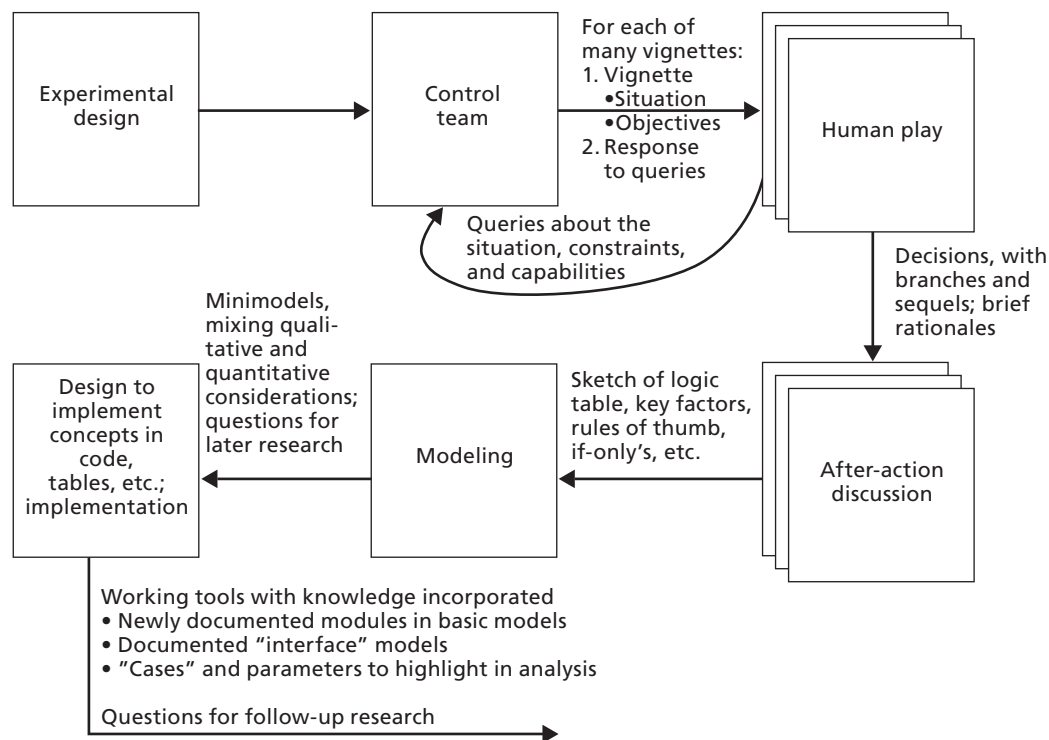 Experimental
design
Control
team
For each of
many vignettes:
1. Vignette
•Situation
•Objectives
2. Response
to queries
Human play
Queries about the
situation, constraints,
and capabilities
Decisions, with
branches and
sequels; brief
rationales
Minimodels,
mixing quali-
tative and
quantitative
considerations;
questions for
later research
Design to
implement
concepts in
code,
tables, etc.;
implementation
Modeling
Sketch of logic
table, key factors,
rules of thumb,
if-only's, etc.
After-action
discussion
Working tools with knowledge incorporated
• Newly documented modules in basic models
• Documented “interface” models
• ”Cases” and parameters to highlight in analysis
Questions for follow-up research